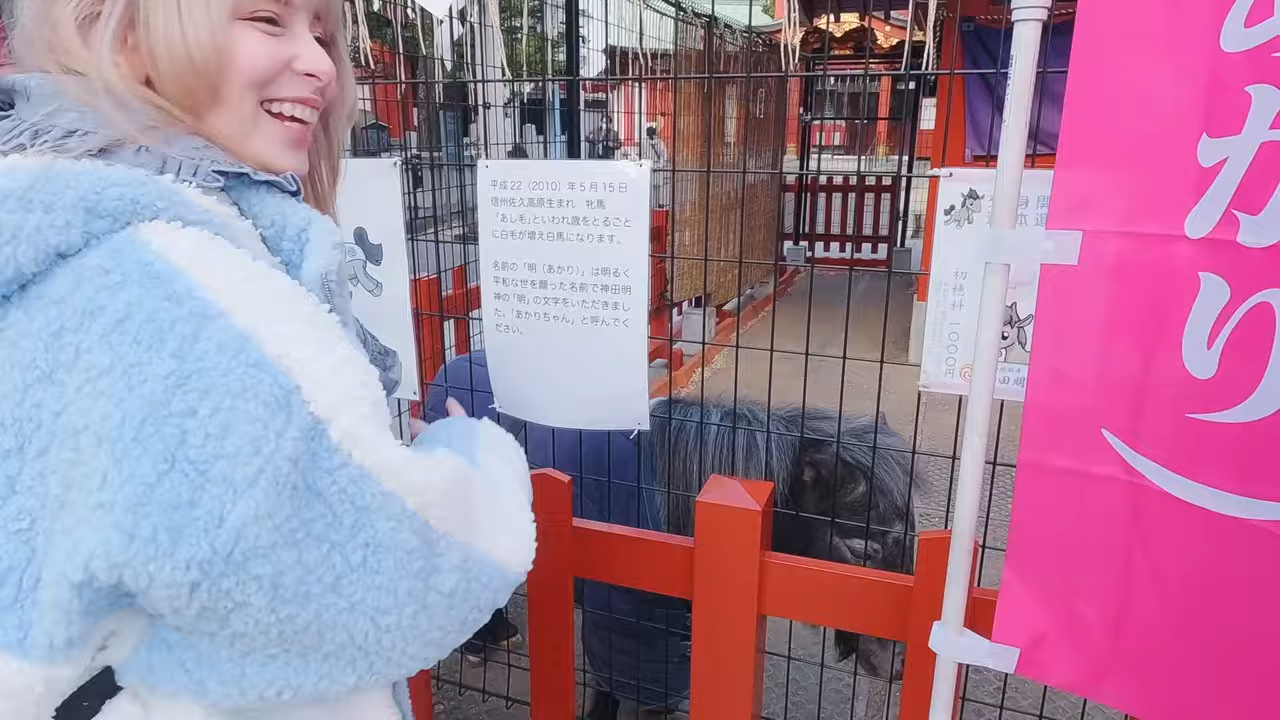 平成22（2010）年5月15日
信州佐久高原生まれ　牝馬
「あし毛」といわれ歳をとるごと
に白毛が増え白馬になります。
名前の「明（あかり）」は明るく
平和な世を願った名前で神田明
神の「明」の文字をいただきまし
た。「あかりちゃん」と呼んでく
ださい。
初穂料　一〇〇〇円
かり